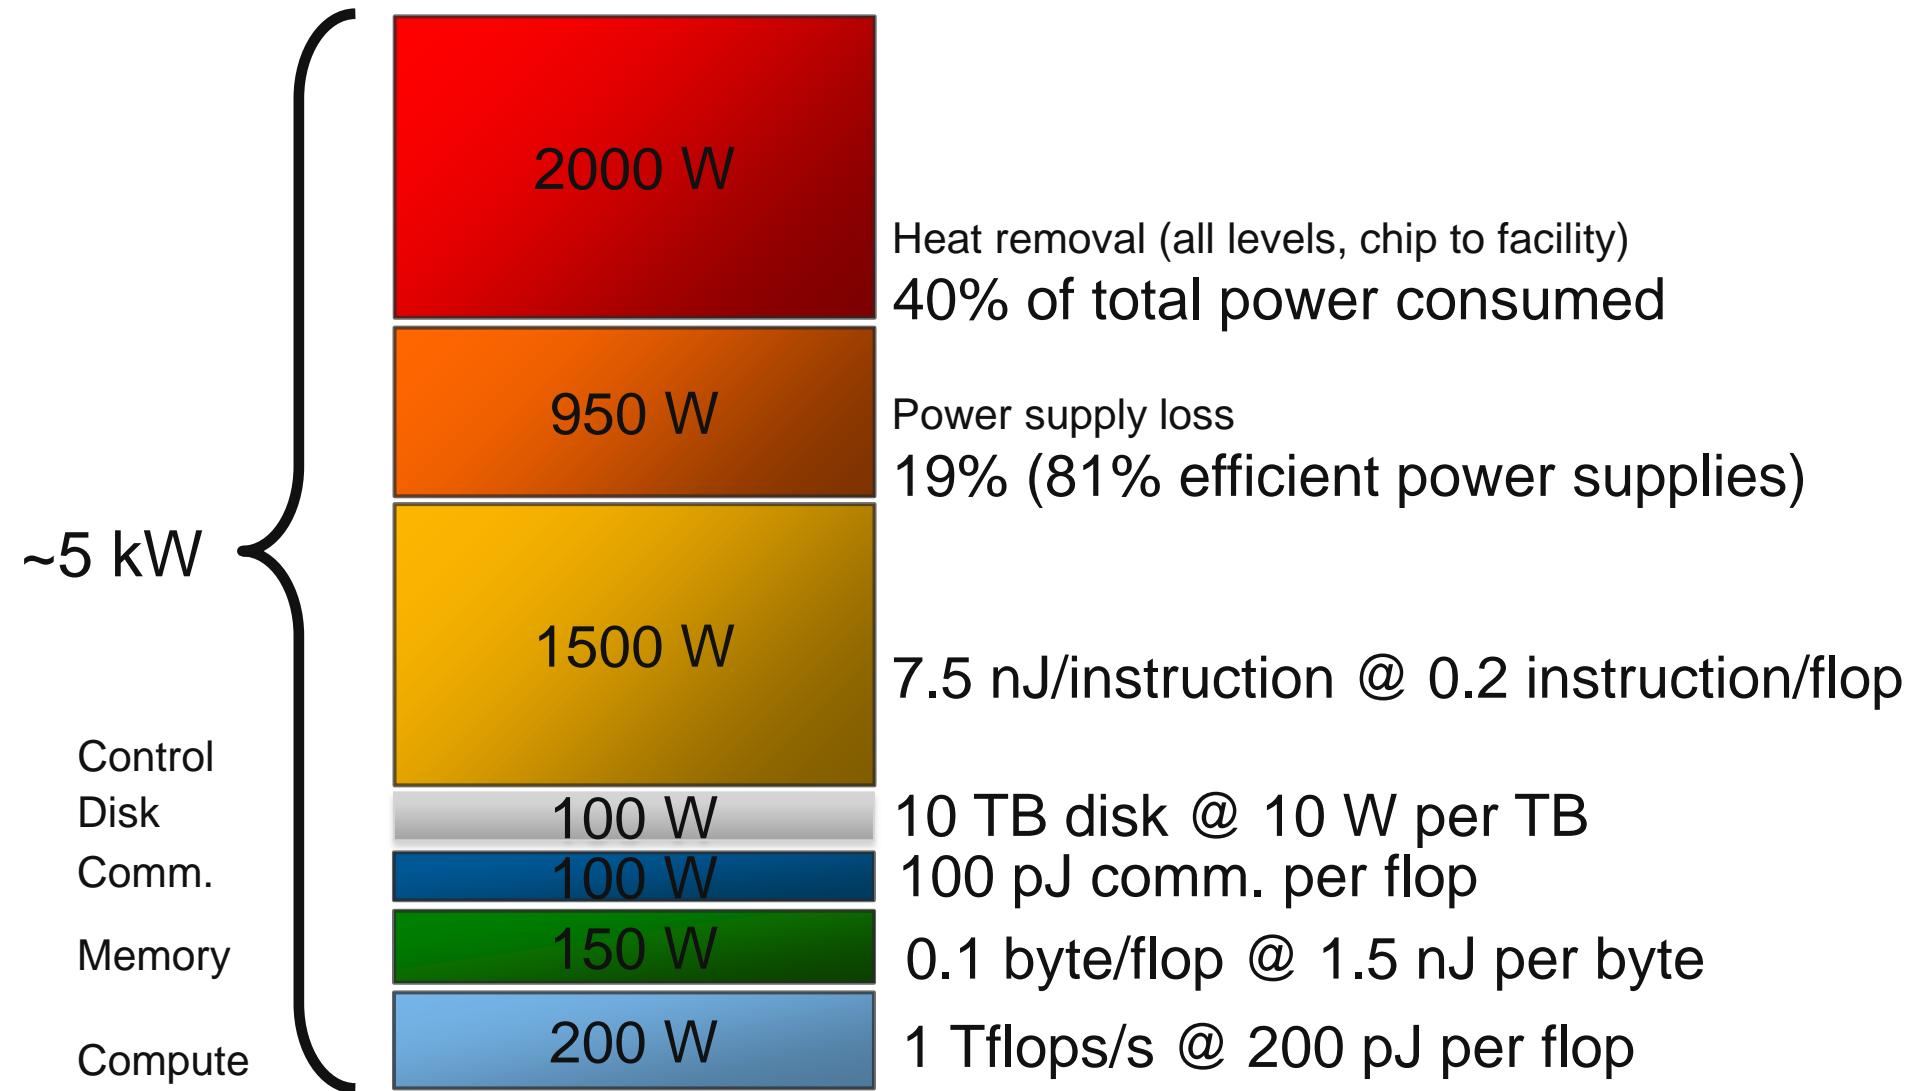 2000 W
Heat removal (all levels, chip to facility)
40% of total power consumed
950 W
Power supply loss
19% (81% efficient power supplies)
~5 kW
1500 W
7.5 nJ/instruction @ 0.2 instruction/flop
Control
Disk
100 W
10 TB disk @ 10 W per TB
Comm.
100 W
100 pJ comm. per flop
Memory
150 W
0.1 byte/flop @ 1.5 nJ per byte
Compute
200 W
1 Tflops/s @ 200 pJ per flop